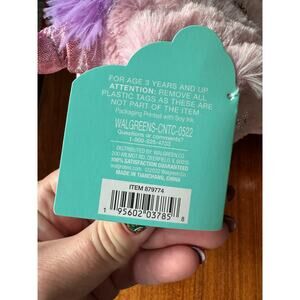 FOR AGE 3 YEARS AND UP
ATTENTION: REMOVE ALL
PLASTIC TAGS AS THESE ARE
NOT PART OF THE ITEM
Packaging Printed with Soy Ink
WALGREENS-CNTC-0522
Questions or comments?
1-800-925-4733
DISTRIBUTED BY: WALGREEN CO.
200 WILMOT RD, DEERFIELD, IL 60015
100% SATISFACTION GUARANTEED
walgreens.com ©2022 Walgreen Co.
MADE IN TIANCHANG, CHINA
ITEM 879774
1 95602 03785 8